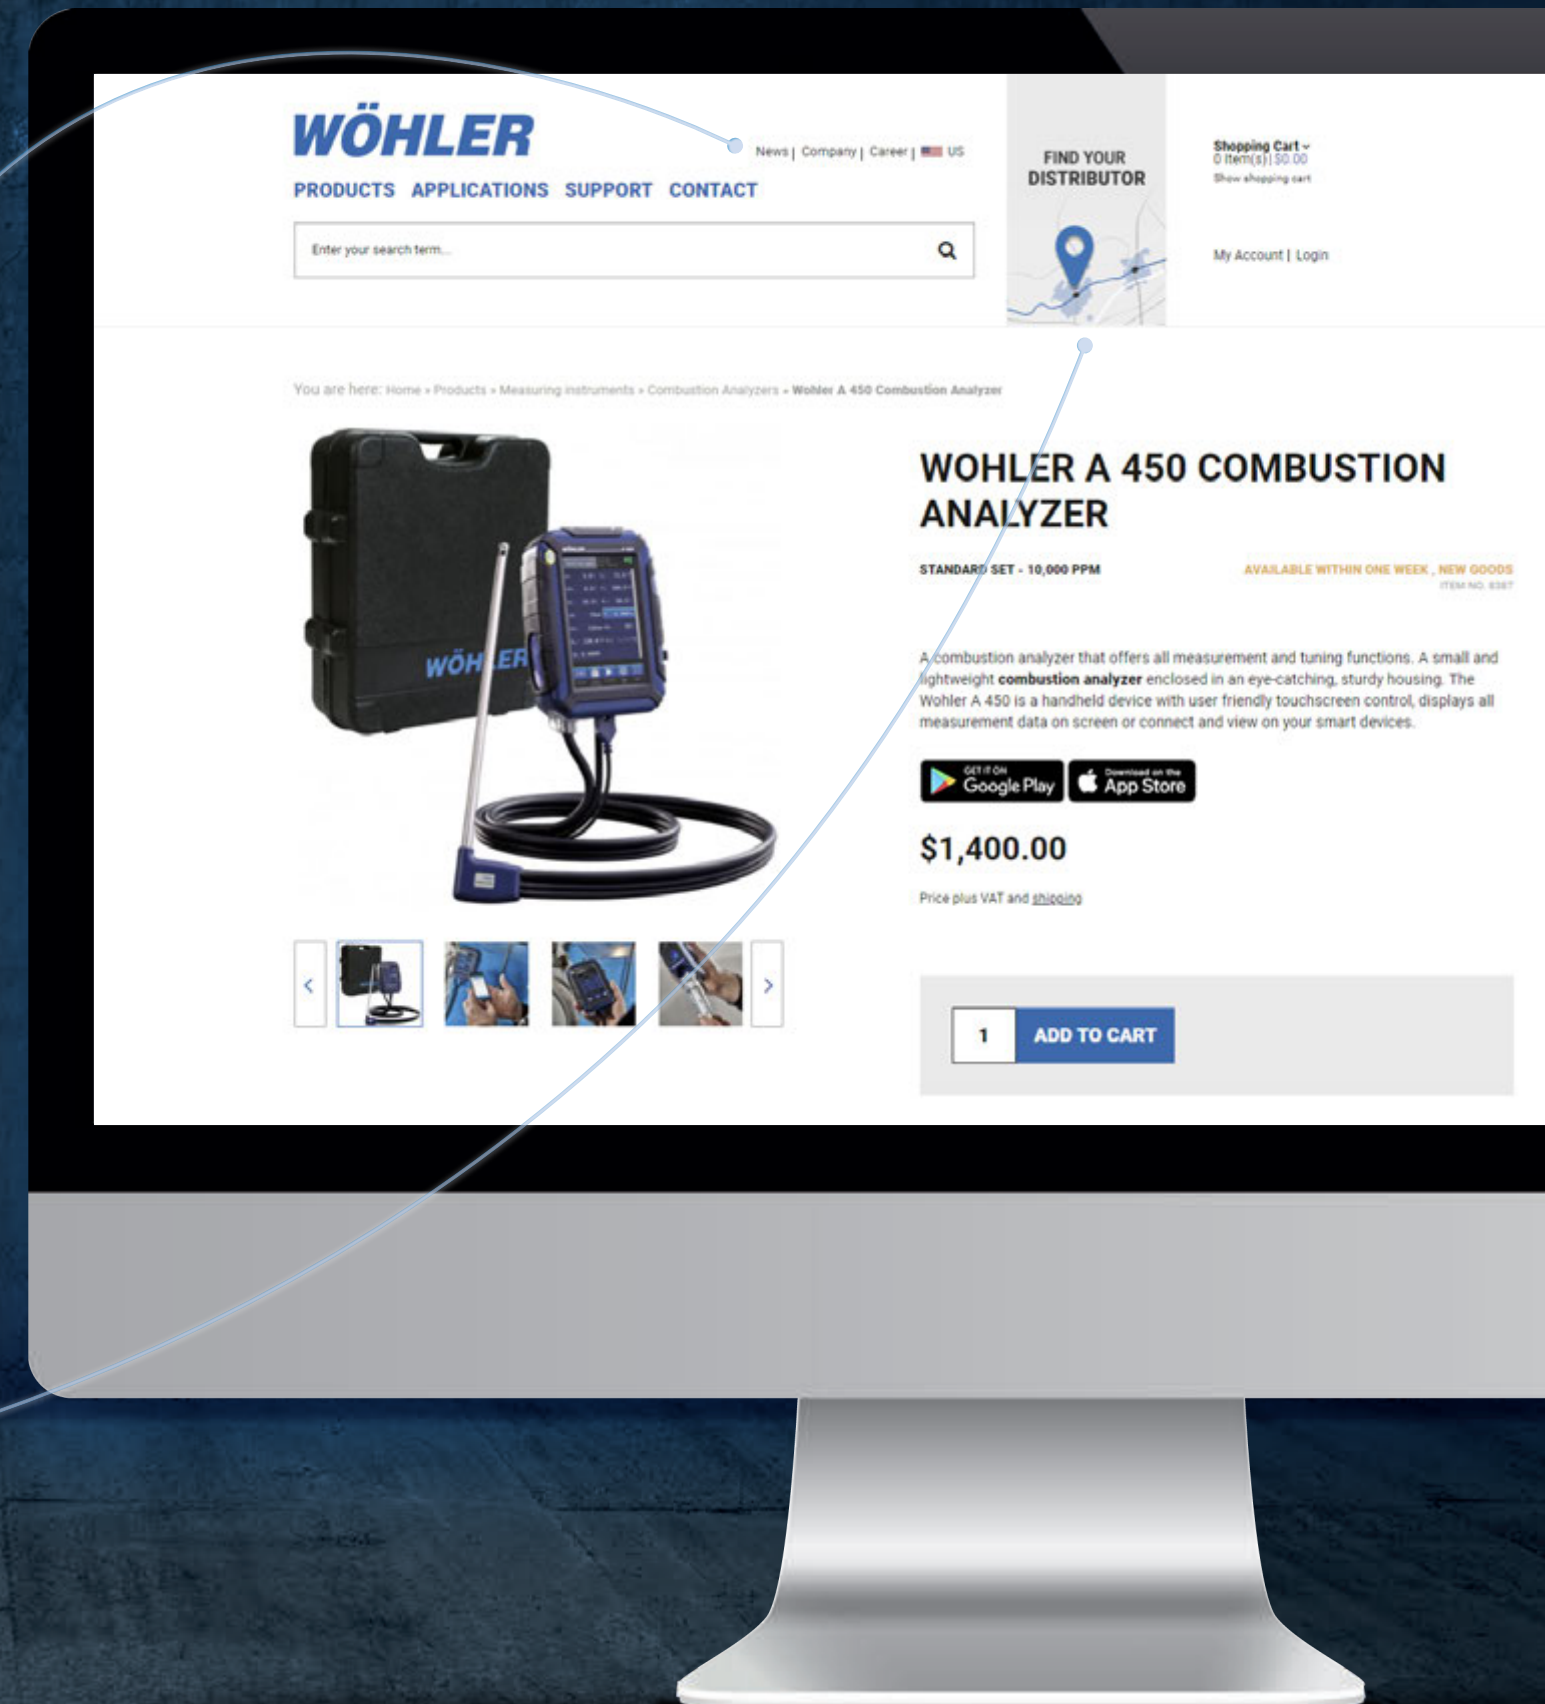 WÖHLER
News | Company | Career | US
PRODUCTS APPLICATIONS SUPPORT CONTACT
Enter your search term...
FIND YOUR
DISTRIBUTOR
Shopping Cart
0 Item(s) | $0.00
Show shopping cart
My Account | Login
You are here: Home » Products » Measuring instruments » Combustion Analyzers » Wohler A 450 Combustion Analyzer
WÖHLER
WOHLER A 450 COMBUSTION
ANALYZER
STANDARD SET - 10,000 PPM
AVAILABLE WITHIN ONE WEEK , NEW GOODS
ITEM NO. 8387
A combustion analyzer that offers all measurement and tuning functions. A small and
lightweight combustion analyzer enclosed in an eye-catching, sturdy housing. The
Wohler A 450 is a handheld device with user friendly touchscreen control, displays all
measurement data on screen or connect and view on your smart devices.
GET IT ON
Google Play
Download on the
App Store
$1,400.00
Price plus VAT and shipping
1
ADD TO CART